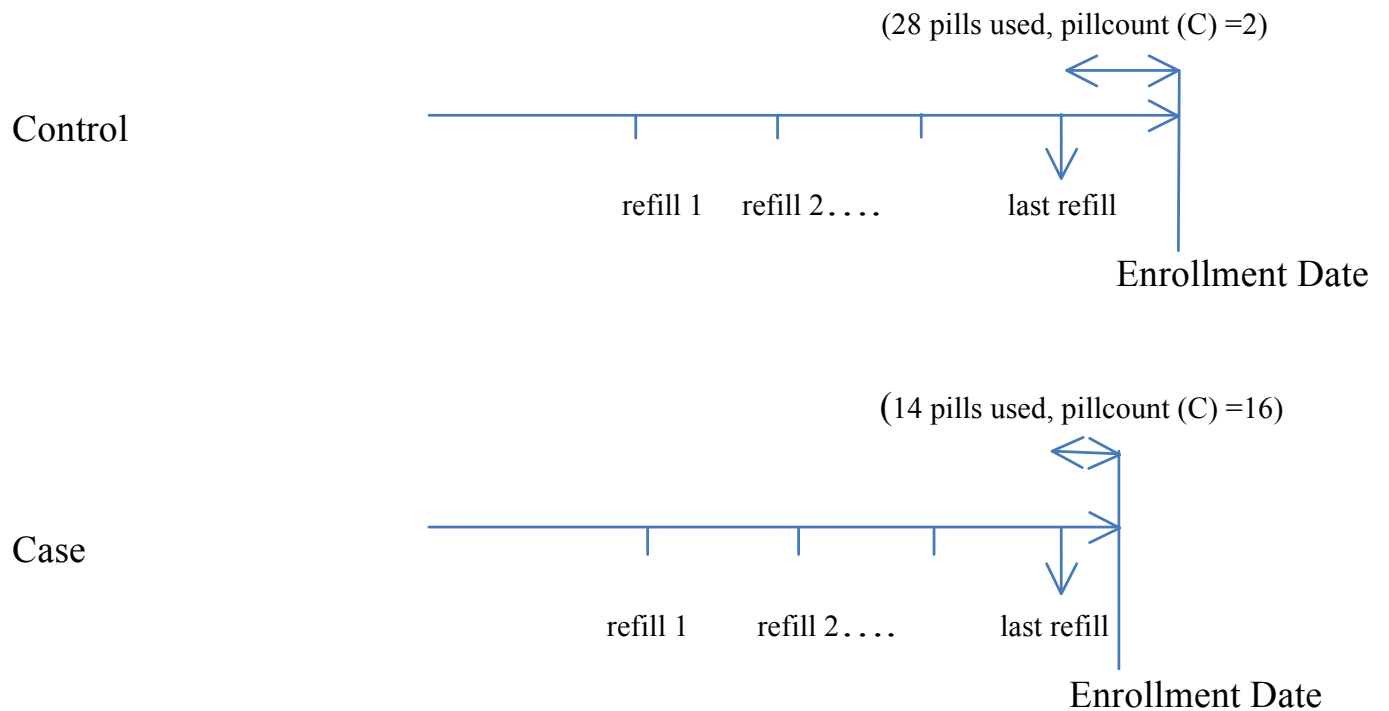 (28 pills used, pillcount (C) =2)
Control
refill 1 refill 2....
last refill
Enrollment Date
(14 pills used, pillcount (C) =16)
Case
refill 1 refill 2....
last refill
Enrollment Date